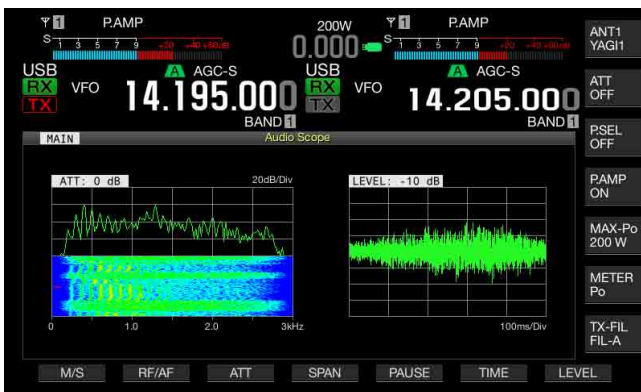 1 P.AMP 200W 1 P.AMP ANT1
YAGI1
S 1 3 5 7 9 +20 +40 +60dB 0.000 S 1 3 5 7 9 +20 +40 +60dB
USB A AGC-S USB A AGC-S ATT
OFF
RX VFO 14.195.000 RX VFO 14.205.000
TX TX
BAND 1 BAND 1
P.SEL
OFF
MAIN Audio Scope
P.AMP
ON
ATT: 0 dB 20dB/Div LEVEL: -10 dB
MAX-Po
200 W
METER
Po
0 1.0 2.0 3kHz 100ms/Div
TX-FIL
FIL-A
M/S RF/AF ATT SPAN PAUSE TIME LEVEL